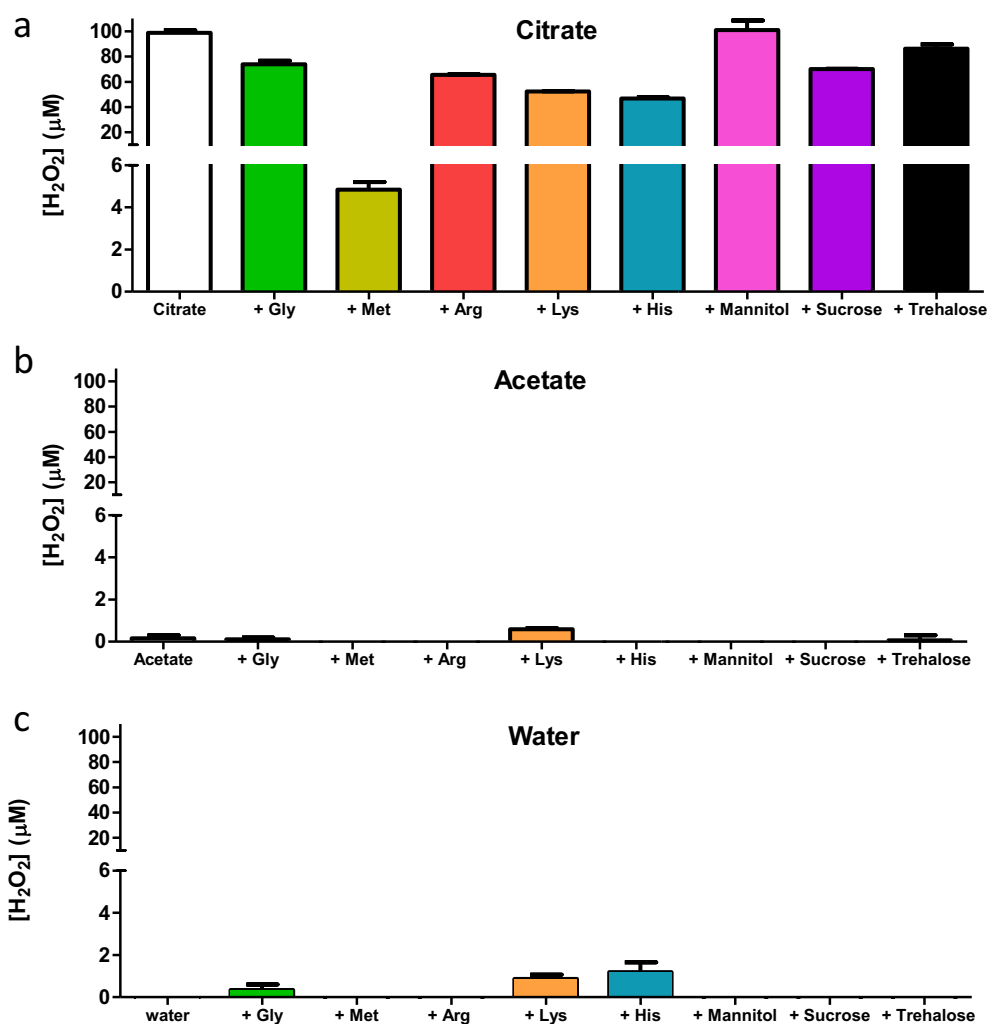 a
Citrate
[H₂O₂] (μM)
100
80
60
40
20
6
4
2
0
Citrate + Gly + Met + Arg + Lys + His + Mannitol + Sucrose + Trehalose
b
Acetate
[H₂O₂] (μM)
100
80
60
40
20
6
4
2
0
Acetate + Gly + Met + Arg + Lys + His + Mannitol + Sucrose + Trehalose
c
Water
[H₂O₂] (μM)
100
80
60
40
20
6
4
2
0
water + Gly + Met + Arg + Lys + His + Mannitol + Sucrose + Trehalose